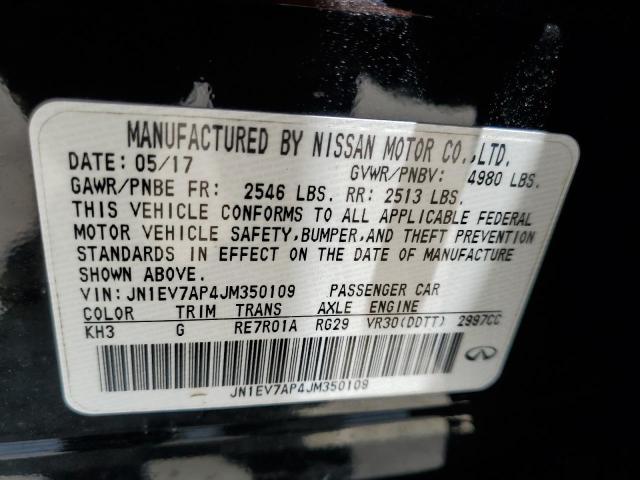 MANUFACTURED BY NISSAN MOTOR CO.,LTD.
DATE: 05/17 GVWR/PNBV: 4980 LBS.
GAWR/PNBE FR: 2546 LBS. RR: 2513 LBS.
THIS VEHICLE CONFORMS TO ALL APPLICABLE FEDERAL
MOTOR VEHICLE SAFETY,BUMPER,AND THEFT PREVENTION
STANDARDS IN EFFECT ON THE DATE OF MANUFACTURE
SHOWN ABOVE.
VIN: JN1EV7AP4JM350109 PASSENGER CAR
COLOR TRIM TRANS AXLE ENGINE
KH3 G RE7R01A RG29 VR30(DDTT) 2997CC
JN1EV7AP4JM350109